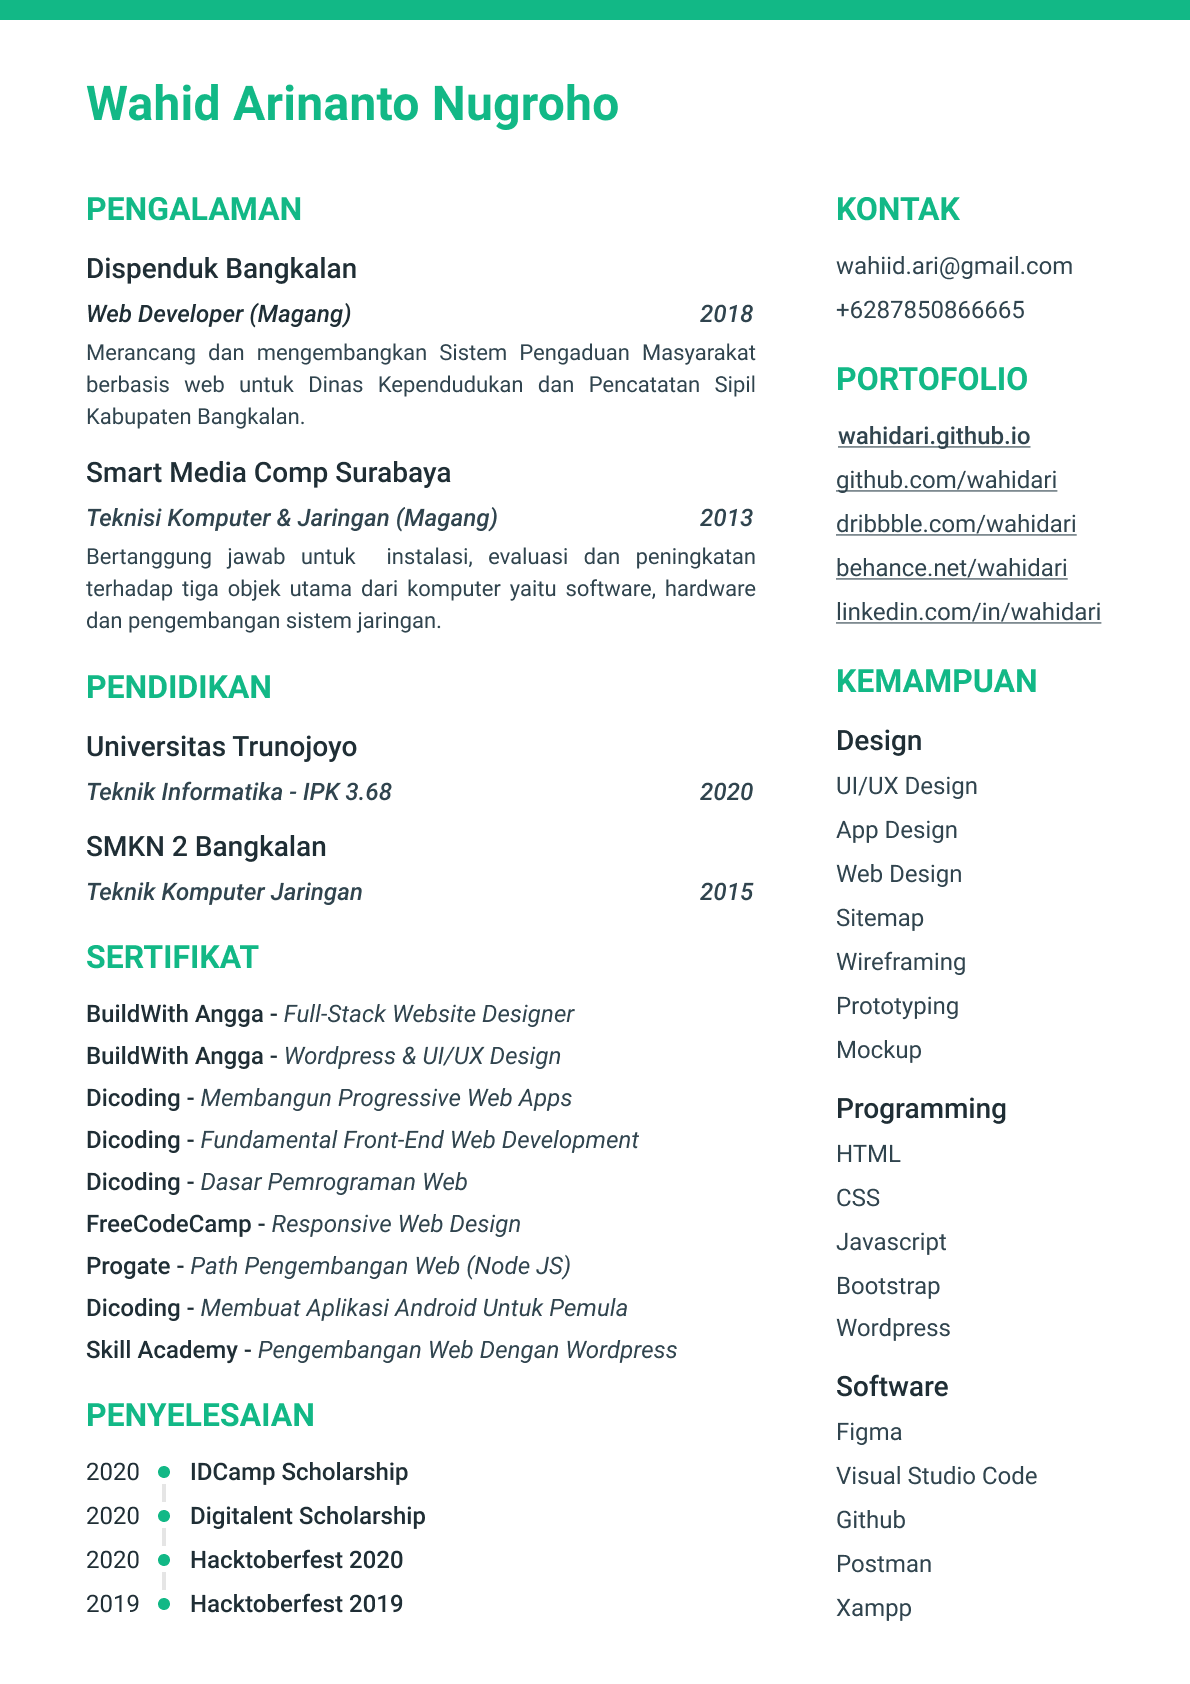 Wahid Arinanto Nugroho
PENGALAMAN
Dispenduk Bangkalan
Web Developer (Magang) 2018
Merancang dan mengembangkan Sistem Pengaduan Masyarakat
berbasis web untuk Dinas Kependudukan dan Pencatatan Sipil
Kabupaten Bangkalan.
Smart Media Comp Surabaya
Teknisi Komputer & Jaringan (Magang) 2013
Bertanggung jawab untuk instalasi, evaluasi dan peningkatan
terhadap tiga objek utama dari komputer yaitu software, hardware
dan pengembangan sistem jaringan.
PENDIDIKAN
Universitas Trunojoyo
Teknik Informatika - IPK 3.68 2020
SMKN 2 Bangkalan
Teknik Komputer Jaringan 2015
SERTIFIKAT
BuildWith Angga - Full-Stack Website Designer
BuildWith Angga - Wordpress & UI/UX Design
Dicoding - Membangun Progressive Web Apps
Dicoding - Fundamental Front-End Web Development
Dicoding - Dasar Pemrograman Web
FreeCodeCamp - Responsive Web Design
Progate - Path Pengembangan Web (Node JS)
Dicoding - Membuat Aplikasi Android Untuk Pemula
Skill Academy - Pengembangan Web Dengan Wordpress
PENYELESAIAN
2020 IDCamp Scholarship
2020 Digitalent Scholarship
2020 Hacktoberfest 2020
2019 Hacktoberfest 2019
KONTAK
wahiid.ari@gmail.com
+6287850866665
PORTOFOLIO
wahidari.github.io
github.com/wahidari
dribbble.com/wahidari
behance.net/wahidari
linkedin.com/in/wahidari
KEMAMPUAN
Design
UI/UX Design
App Design
Web Design
Sitemap
Wireframing
Prototyping
Mockup
Programming
HTML
CSS
Javascript
Bootstrap
Wordpress
Software
Figma
Visual Studio Code
Github
Postman
Xampp